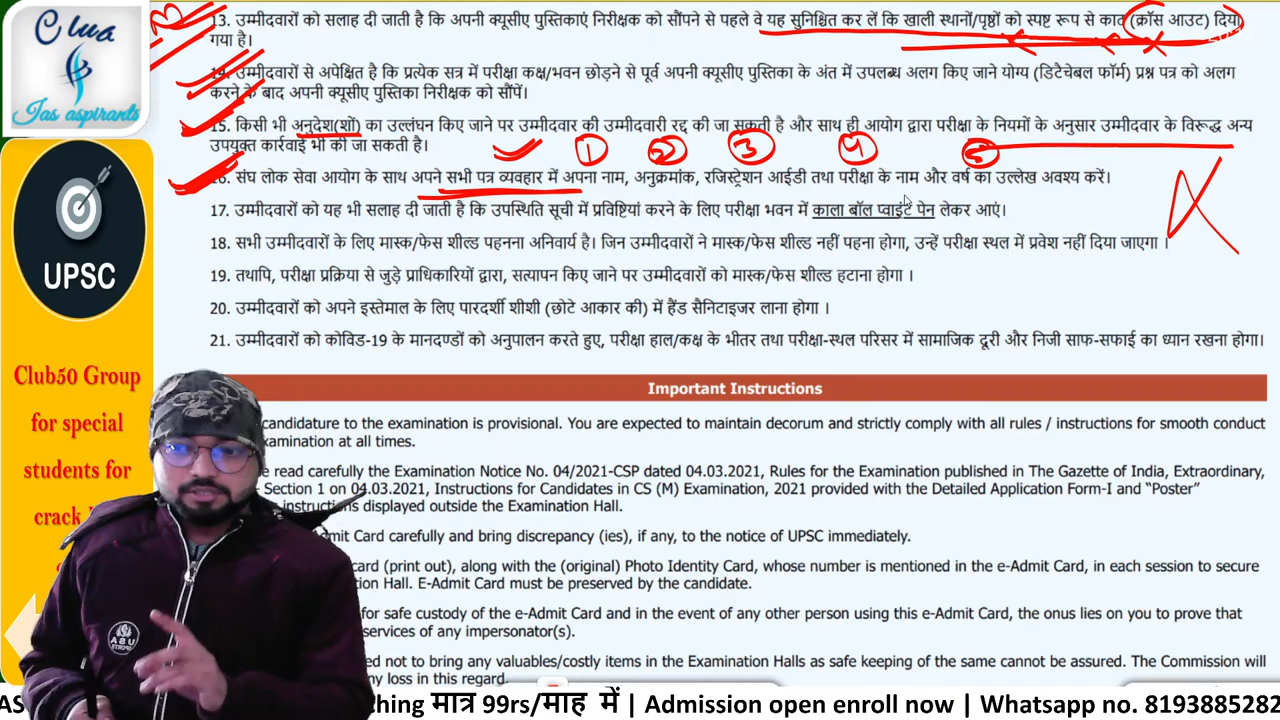 Club
Ias aspirants
UPSC
Club50 Group
for special
students for
crack
13. उम्मीदवारों को सलाह दी जाती है कि अपनी क्यूसीए पुस्तिकाएं निरीक्षक को सौंपने से पहले वे यह सुनिश्चित कर लें कि खाली स्थानों/पृष्ठों को स्पष्ट रूप से काट (क्रॉस आउट) दिया
गया है।
14. उम्मीदवारों से अपेक्षित है कि प्रत्येक सत्र में परीक्षा कक्ष/भवन छोड़ने से पूर्व अपनी क्यूसीए पुस्तिका के अंत में उपलब्ध अलग किए जाने योग्य (डिटैचेबल फॉर्म) प्रश्न पत्र को अलग
करने के बाद अपनी क्यूसीए पुस्तिका निरीक्षक को सौंपें।
15. किसी भी अनुदेश(शों) का उल्लंघन किए जाने पर उम्मीदवार की उम्मीदवारी रद्द की जा सकती है और साथ ही आयोग द्वारा परीक्षा के नियमों के अनुसार उम्मीदवार के विरूद्ध अन्य
उपयुक्त कार्रवाई भी की जा सकती है।
1 2 3 4 5
16. संघ लोक सेवा आयोग के साथ अपने सभी पत्र व्यवहार में अपना नाम, अनुक्रमांक, रजिस्ट्रेशन आईडी तथा परीक्षा के नाम और वर्ष का उल्लेख अवश्य करें।
17. उम्मीदवारों को यह भी सलाह दी जाती है कि उपस्थिति सूची में प्रविष्टियां करने के लिए परीक्षा भवन में काला बॉल प्वाइंट पेन लेकर आएं।
18. सभी उम्मीदवारों के लिए मास्क/फेस शील्ड पहनना अनिवार्य है। जिन उम्मीदवारों ने मास्क/फेस शील्ड नहीं पहना होगा, उन्हें परीक्षा स्थल में प्रवेश नहीं दिया जाएगा ।
19. तथापि, परीक्षा प्रक्रिया से जुड़े प्राधिकारियों द्वारा, सत्यापन किए जाने पर उम्मीदवारों को मास्क/फेस शील्ड हटाना होगा ।
20. उम्मीदवारों को अपने इस्तेमाल के लिए पारदर्शी शीशी (छोटे आकार की) में हैंड सैनिटाइजर लाना होगा ।
21. उम्मीदवारों को कोविड-19 के मानदण्डों को अनुपालन करते हुए, परीक्षा हाल/कक्ष के भीतर तथा परीक्षा-स्थल परिसर में सामाजिक दूरी और निजी साफ-सफाई का ध्यान रखना होगा।
Important Instructions
candidature to the examination is provisional. You are expected to maintain decorum and strictly comply with all rules / instructions for smooth conduct
examination at all times.
read carefully the Examination Notice No. 04/2021-CSP dated 04.03.2021, Rules for the Examination published in The Gazette of India, Extraordinary,
- Section 1 on 04.03.2021, Instructions for Candidates in CS (M) Examination, 2021 provided with the Detailed Application Form-I and “Poster”
instructions displayed outside the Examination Hall.
Admit Card carefully and bring discrepancy (ies), if any, to the notice of UPSC immediately.
card (print out), along with the (original) Photo Identity Card, whose number is mentioned in the e-Admit Card, in each session to secure
Hall. E-Admit Card must be preserved by the candidate.
for safe custody of the e-Admit Card and in the event of any other person using this e-Admit Card, the onus lies on you to prove that
services of any impersonator(s).
not to bring any valuables/costly items in the Examination Halls as safe keeping of the same cannot be assured. The Commission will
any loss in this regard.
मात्र 99rs/माह में | Admission open enroll now | Whatsapp no. 8193885282